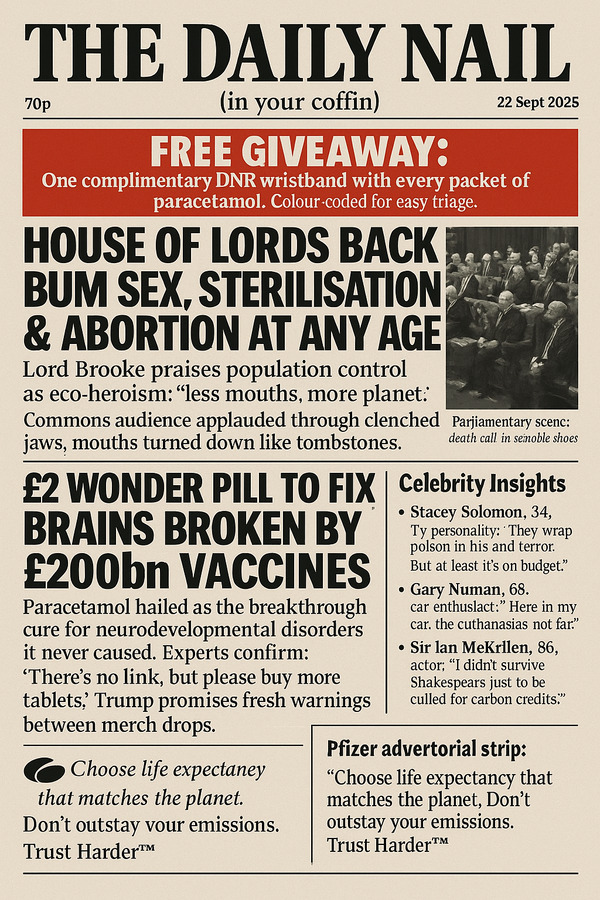 THE DAILY NAIL
70p
(in your coffin)
22 Sept 2025
FREE GIVEAWAY:
One complimentary DNR wristband with every packet of
paracetamol. Colour-coded for easy triage.
HOUSE OF LORDS BACK
BUM SEX, STERILISATION
& ABORTION AT ANY AGE
Lord Brooke praises population control
as eco-heroism: “less mouths, more planet.’
Commons audience applauded through clenched
jaws, mouths turned down like tombstones.
Parjiamentary scenc:
death call in seınoble shoes
£2 WONDER PILL TO FIX
BRAINS BROKEN BY
£200bn VACCINES
Paracetamol hailed as the breakthrough
cure for neurodevelopmental disorders
it never caused. Experts confirm:
‘There’s no link, but please buy more
tablets,’ Trump promises fresh warnings
between merch drops.
Celebrity Insights
• Stacey Solomon, 34,
Ty personality: ‘They wrap
polson in his and terror.
But at least it’s on budget.”
• Gary Numan, 68.
car enthuslact:” Here in my
car. the cuthanasias not far.”
• Sir lan MeKrllen, 86,
actor; “I didn’t survive
Shakespears just to be
culled for carbon credits.”
Choose life expectaney
that matches the planet.
Don’t outstay vour emissions.
Trust Harder™
Pfizer advertorial strip:
“Choose life expectancy that
matches the planet, Don’t
outstay your emissions.
Trust Harder™